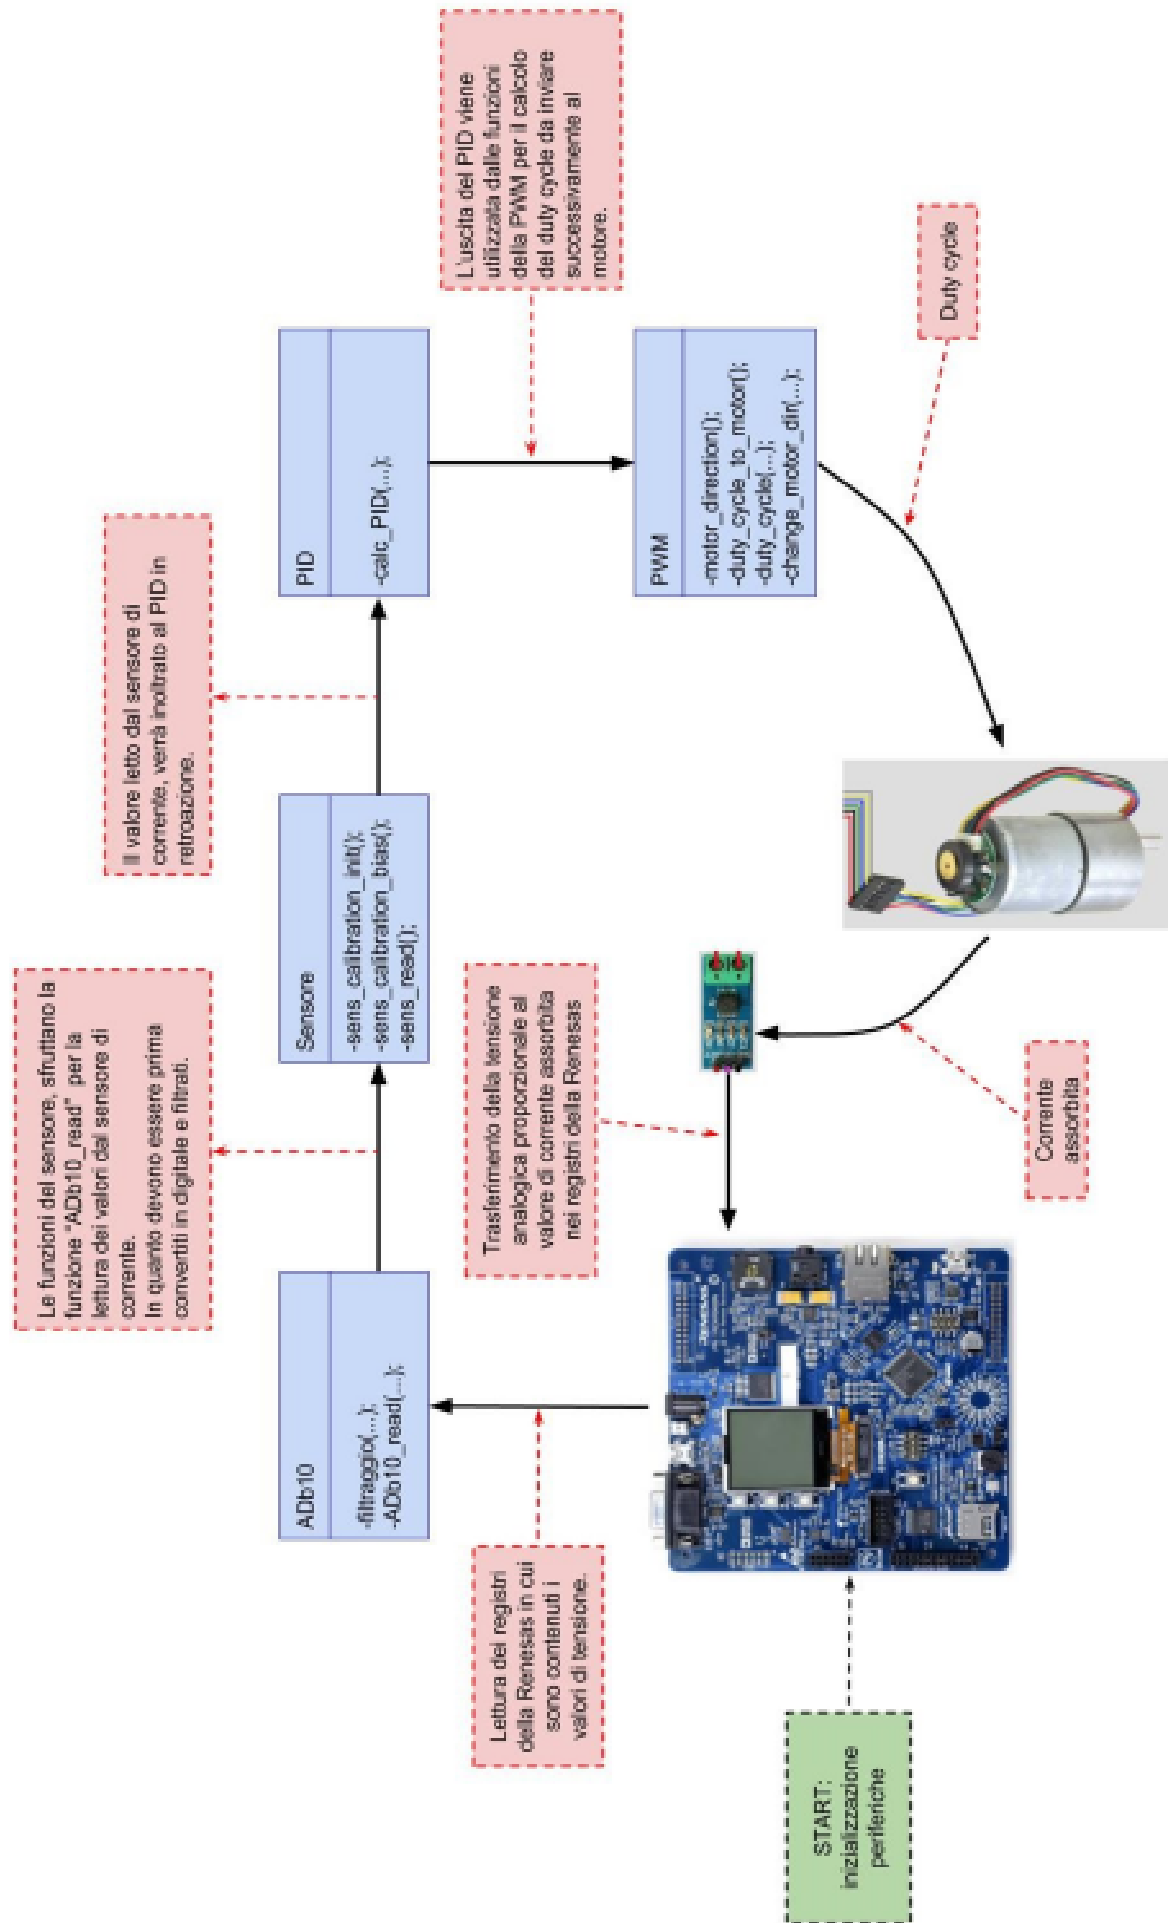 Le funzioni del sensore, sfruttano la
funzione "ADb10_read" per la
lettura dei valori dal sensore di
corrente.
In quanto devono essere prima
convertiti in digitale e filtrati.
Il valore letto dal sensore di
corrente, verrà inoltrato al PID in
retroazione.
ADb10
-filtraggio(...);
-ADb10_read(...);
Sensore
-sens_calibration_init();
-sens_calibration_bias();
-sens_read();
PID
-calc_PID(...);
L'uscita del PID viene
utilizzata dalle funzioni
della PWM per il calcolo
del duty cycle da inviare
successivamente al
motore.
Lettura dei registri
della Renesas in cui
sono contenuti i
valori di tensione.
Trasferimento della tensione
analogica proporzionale al
valore di corrente assorbita
nei registri della Renesas
PWM
-motor_direction();
-duty_cycle_to_motor();
-duty_cycle(...);
-change_motor_dir(...);
RENESAS
START:
inizializzazione
periferiche
Corrente
assorbita
Duty cycle